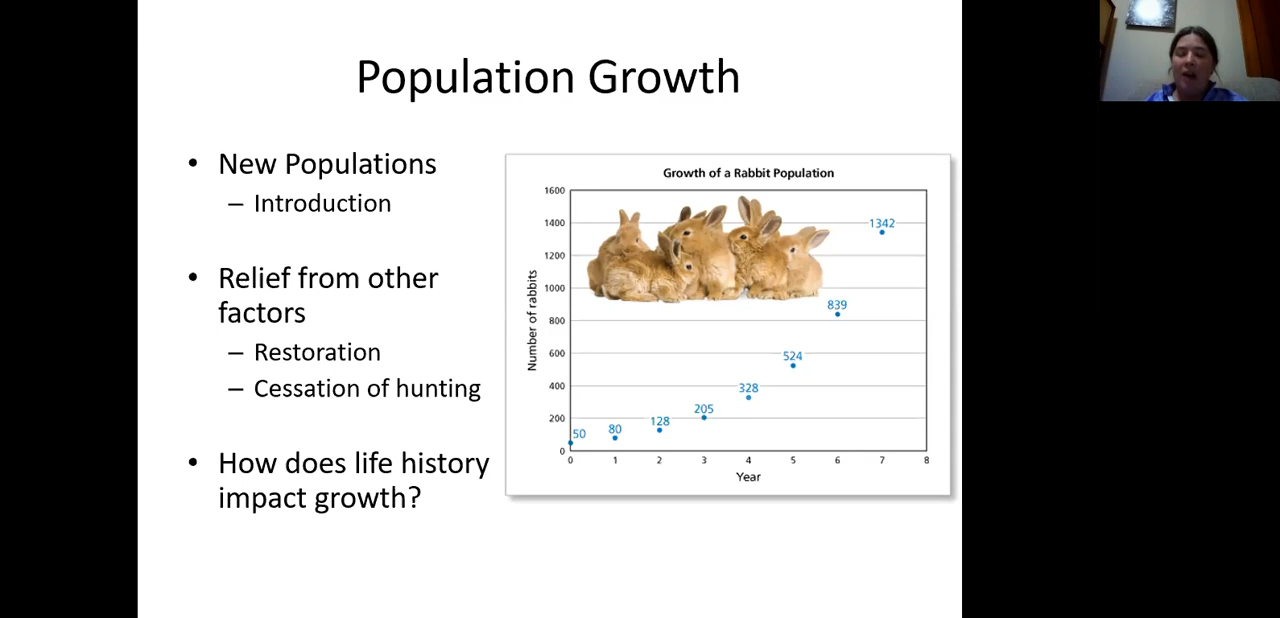 Population Growth
• New Populations
– Introduction
• Relief from other
factors
– Restoration
– Cessation of hunting
• How does life history
impact growth?
Growth of a Rabbit Population
Number of rabbits
1600
1400
1200
1000
800
600
400
200
0
50
80
128
205
328
524
839
1342
0 1 2 3 4 5 6 7 8
Year